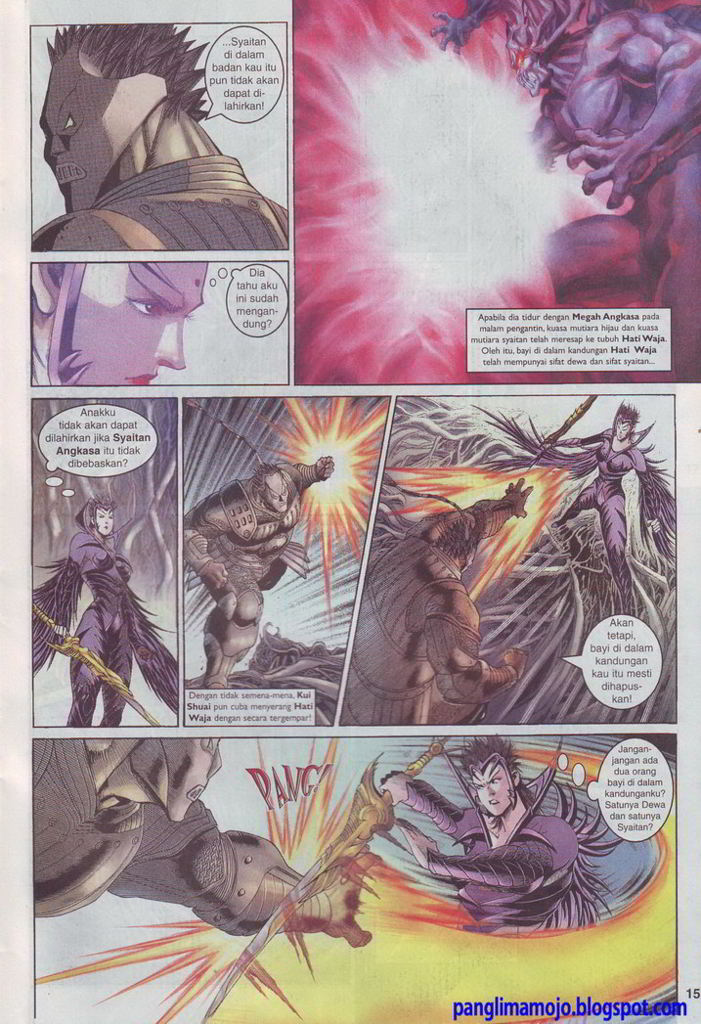 ...Syaitan
di dalam
badan kau itu
pun tidak akan
dapat di-
lahirkan!
Apabila dia tidur dengan Megah Angkasa pada
malam pengantin, kuasa mutiara hijau dan kuasa
mutiara syaitan telah meresap ke tubuh Hati Waja.
Oleh itu, bayi di dalam kandungan Hati Waja
telah mempunyai sifat dewa dan sifat syaitan...
Dia
tahu aku
ini sudah
mengan-
dung?
Anakku
tidak akan dapat
dilahirkan jika Syaitan
Angkasa itu tidak
dibebaskan?
Dengan tidak semena-mena, Kui
Shuai pun cuba menyerang Hati
Waja dengan secara tergempar!
Akan
tetapi,
bayi di dalam
kandungan
kau itu mesti
dihapus-
kan!
PANG?
Jangan-
jangan ada
dua orang
bayi di dalam
kandunganku?
Satunya Dewa
dan satunya
Syaitan?
15
panglimamojo.blogspot.com